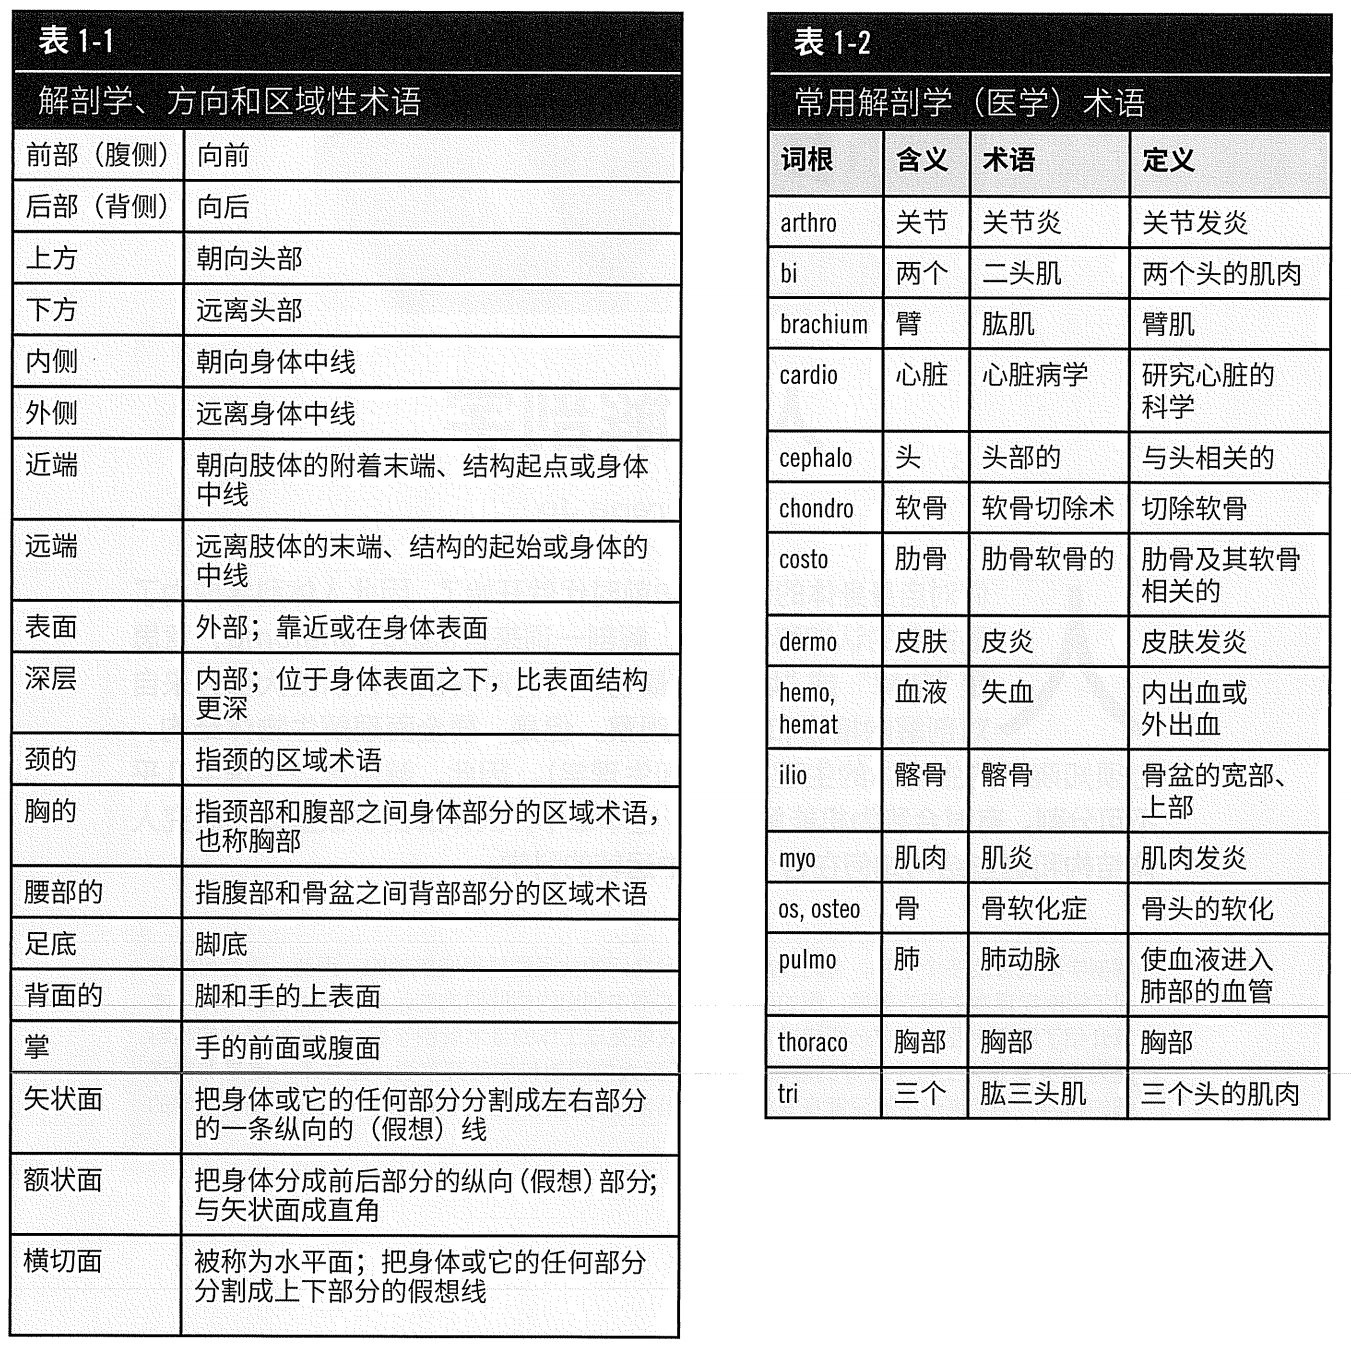 表 1-1
解剖学、方向和区域性术语
前部（腹侧） 向前
后部（背侧） 向后
上方 朝向头部
下方 远离头部
内侧 朝向身体中线
外侧 远离身体中线
近端 朝向肢体的附着末端、结构起点或身体
中线
远端 远离肢体的末端、结构的起始或身体的
中线
表面 外部；靠近或在身体表面
深层 内部；位于身体表面之下，比表面结构
更深
颈的 指颈的区域术语
胸的 指颈部和腹部之间身体部分的区域术语，
也称胸部
腰部的 指腹部和骨盆之间背部部分的区域术语
足底 脚底
背面的 脚和手的上表面
掌 手的前面或腹面
矢状面 把身体或它的任何部分分割成左右部分
的一条纵向的（假想）线
额状面 把身体分成前后部分的纵向（假想）部分；
与矢状面成直角
横切面 被称为水平面；把身体或它的任何部分
分割成上下部分的假想线
表 1-2
常用解剖学（医学）术语
词根 含义 术语 定义
arthro 关节 关节炎 关节发炎
bi 两个 二头肌 两个头的肌肉
brachium 臂 肱肌 臂肌
cardio 心脏 心脏病学 研究心脏的
科学
cephalo 头 头部的 与头相关的
chondro 软骨 软骨切除术 切除软骨
costo 肋骨 肋骨软骨的 肋骨及其软骨
相关的
dermo 皮肤 皮炎 皮肤发炎
hemo, 血液 失血 内出血或
hemat 外出血
ilio 髂骨 髂骨 骨盆的宽部、
上部
myo 肌肉 肌炎 肌肉发炎
os, osteo 骨 骨软化症 骨头的软化
pulmo 肺 肺动脉 使血液进入
肺部的血管
thoraco 胸部 胸部 胸部
tri 三个 肱三头肌 三个头的肌肉